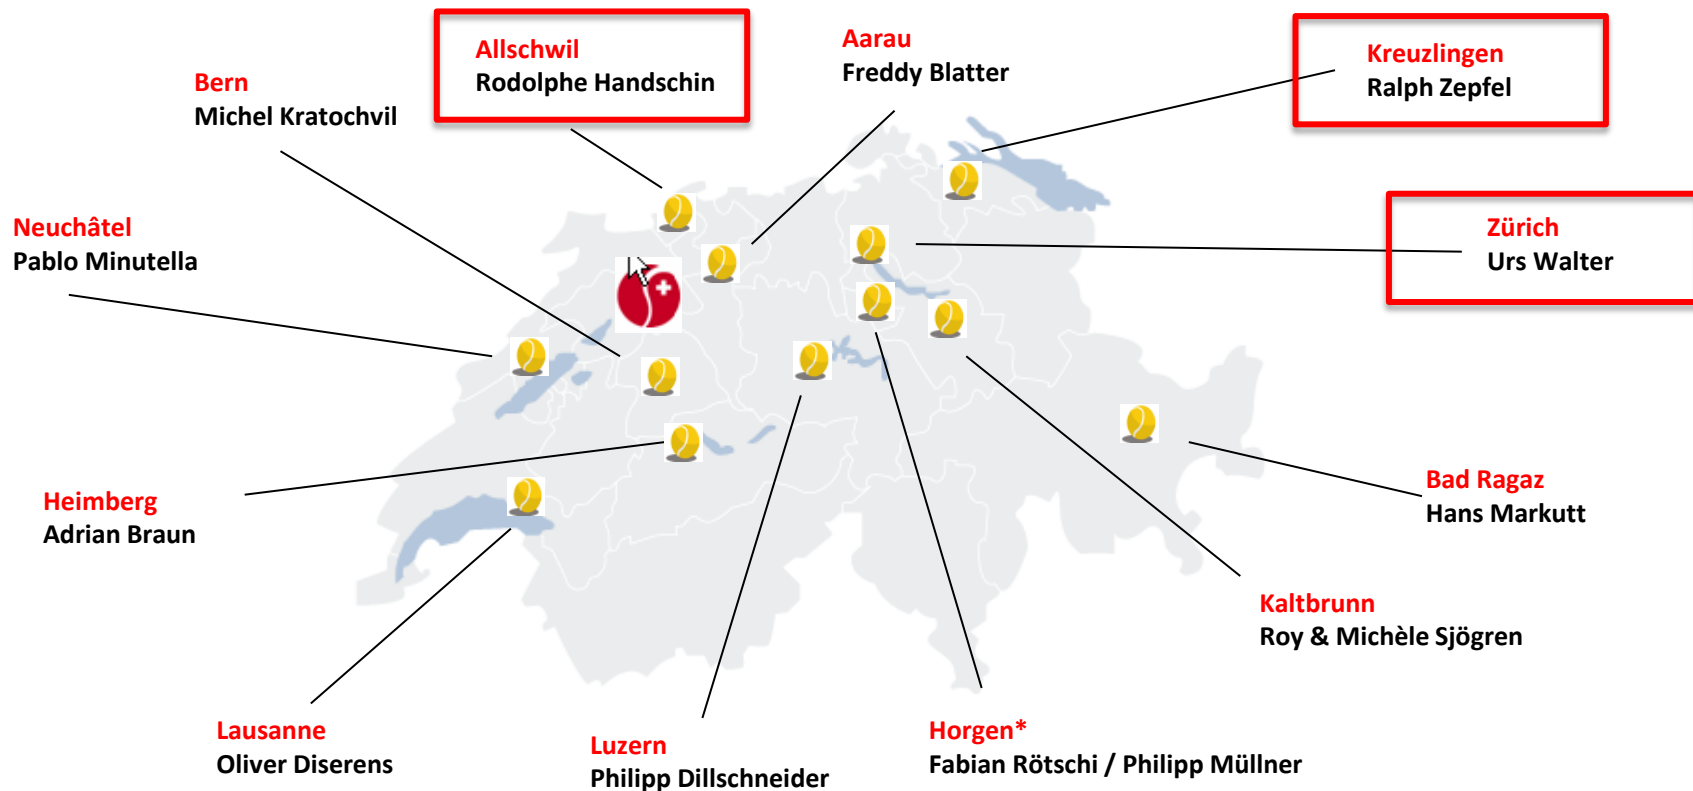 Allschwil
Rodolphe Handschin
Aarau
Freddy Blatter
Kreuzlingen
Ralph Zepfel
Bern
Michel Kratochvil
Neuchâtel
Pablo Minutella
Zürich
Urs Walter
Heimberg
Adrian Braun
Bad Ragaz
Hans Markutt
Kaltbrunn
Roy & Michèle Sjögren
Lausanne
Oliver Diserens
Luzern
Philipp Dillschneider
Horgen*
Fabian Rötschi / Philipp Müllner